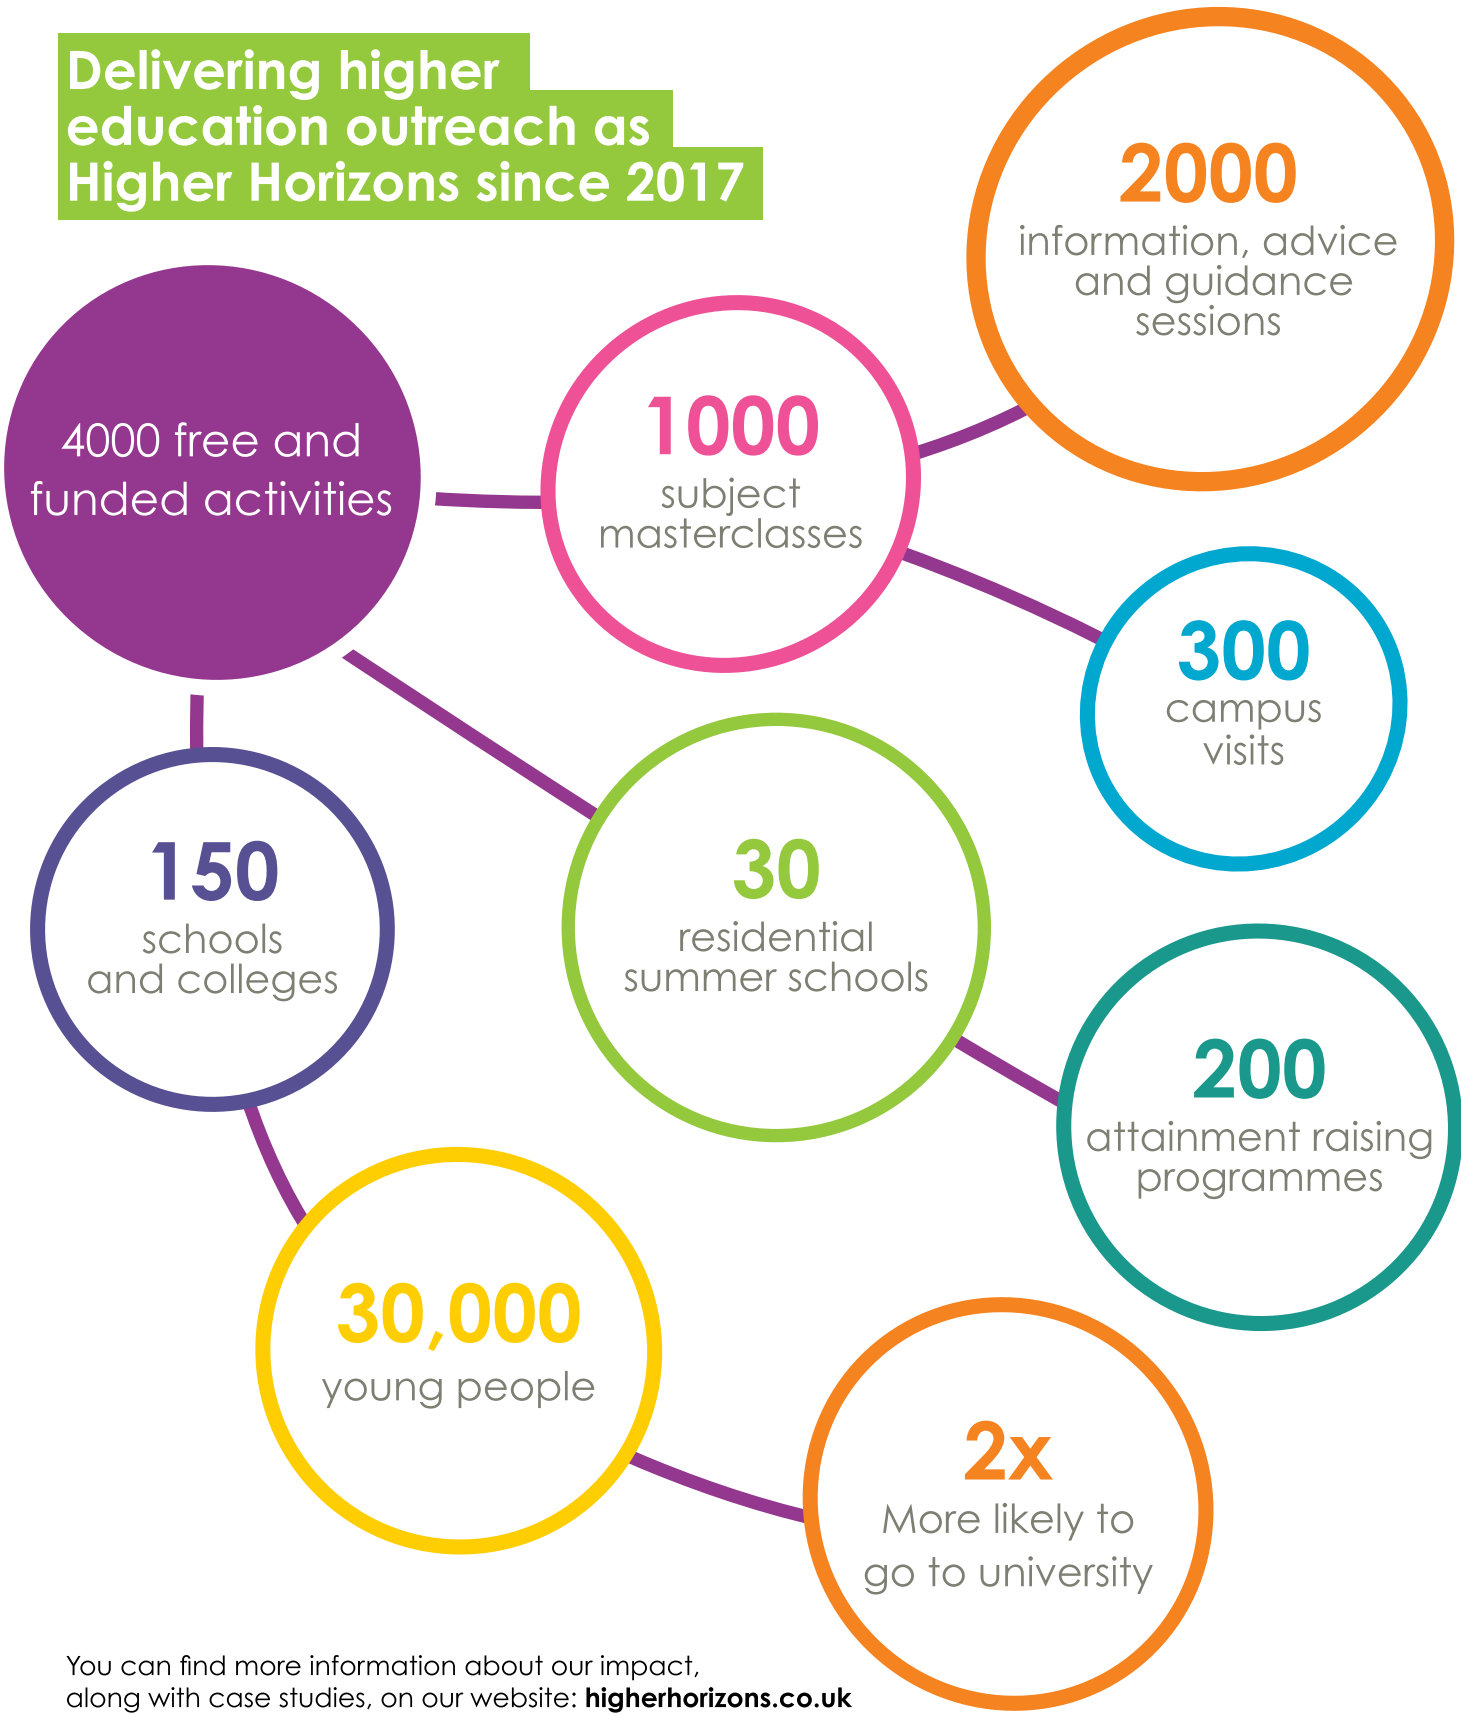 Delivering higher
education outreach as
Higher Horizons since 2017
2000
information, advice
and guidance
sessions
4000 free and
funded activities
1000
subject
masterclasses
300
campus
visits
150
schools
and colleges
30
residential
summer schools
200
attainment raising
programmes
30,000
young people
2x
More likely to
go to university
You can find more information about our impact,
along with case studies, on our website: higherhorizons.co.uk